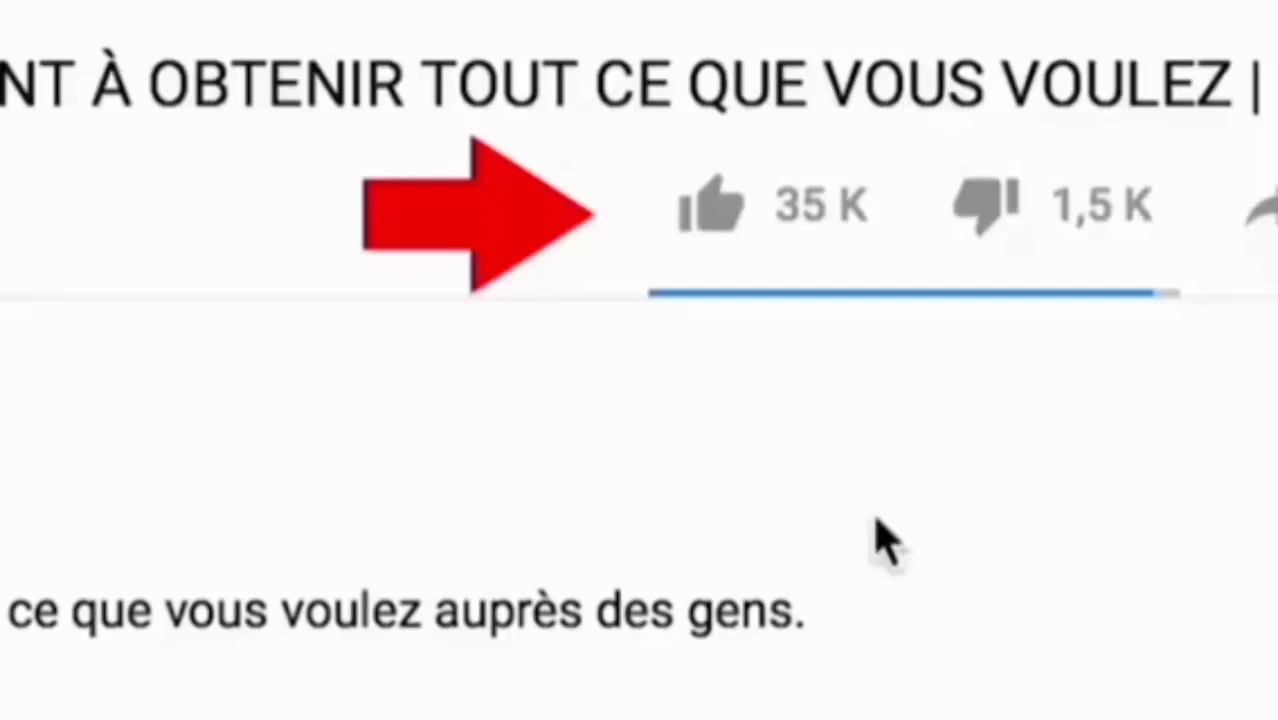 NT À OBTENIR TOUT CE QUE VOUS VOULEZ |
35 K 1,5 K
ce que vous voulez auprès des gens.